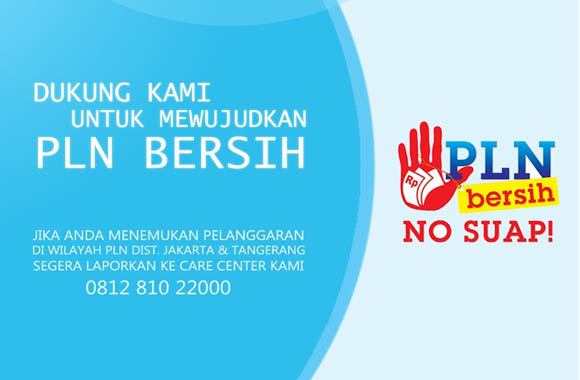 DUKUNG KAMI
UNTUK MEWUJUDKAN
PLN BERSIH
JIKA ANDA MENEMUKAN PELANGGARAN
DI WILAYAH PLN DIST. JAKARTA & TANGERANG
SEGERA LAPORKAN KE CARE CENTER KAMI
0812 810 22000
Rp
PLN
bersih
NO SUAP!